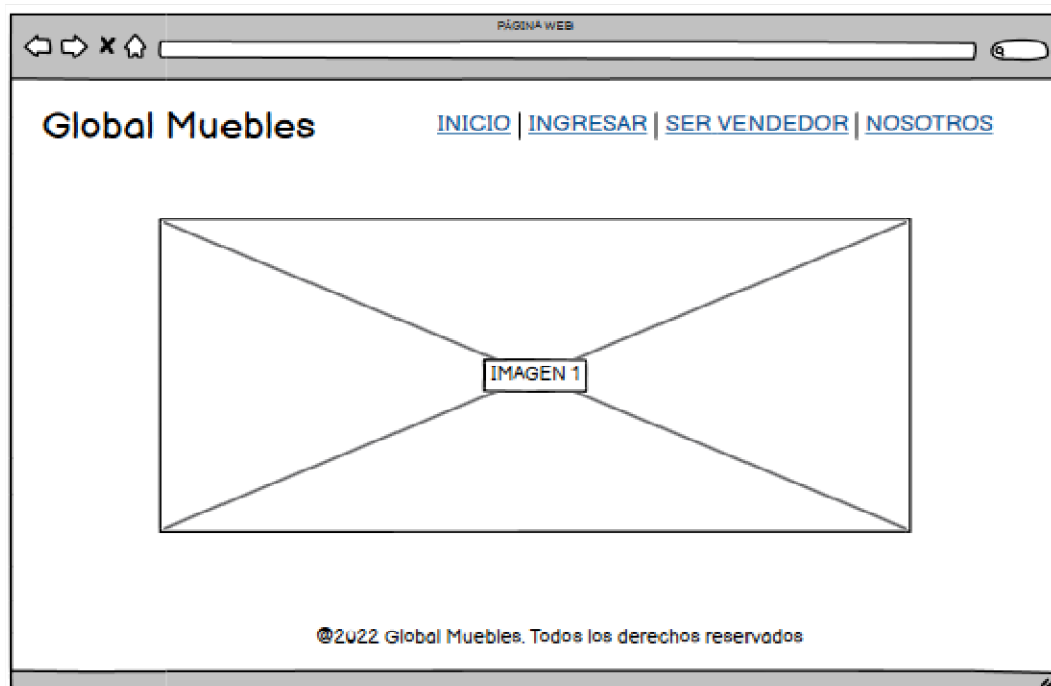 PÁGINA WEB
Global Muebles
INICIO | INGRESAR | SER VENDEDOR | NOSOTROS
IMAGEN 1
@2022 Global Muebles. Todos los derechos reservados